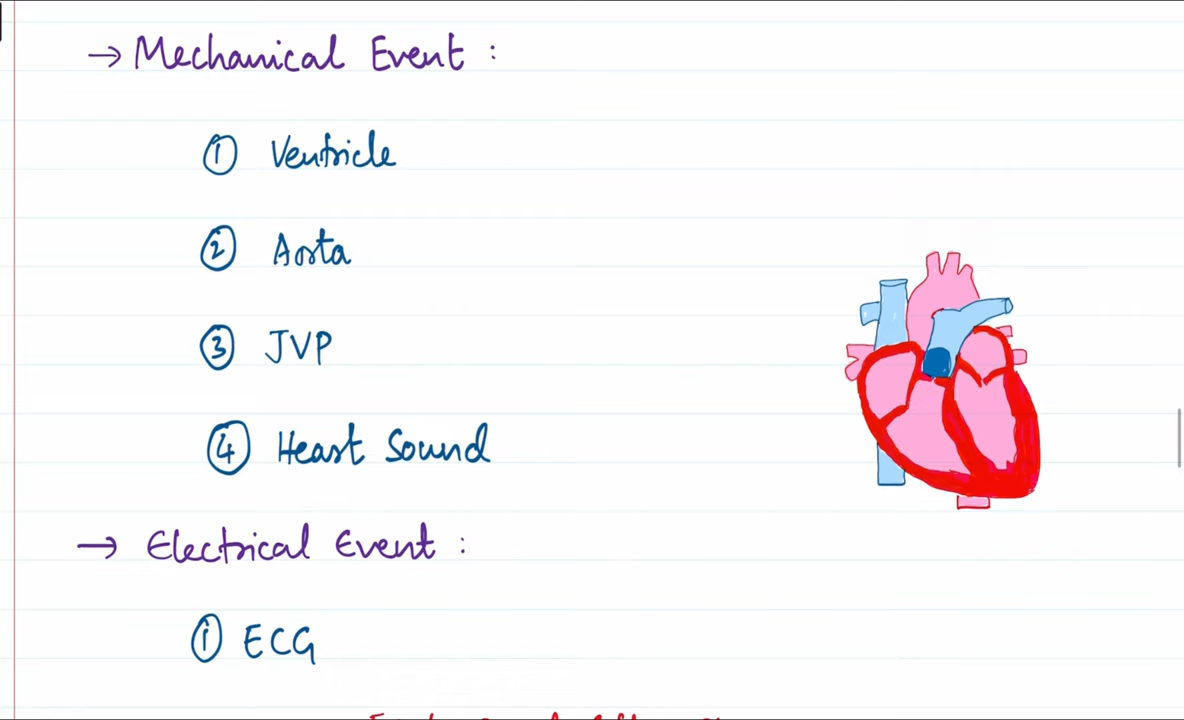 → Mechanical Event :
① Ventricle
② Aorta
③ JVP
④ Heart Sound
→ Electrical Event :
① ECG